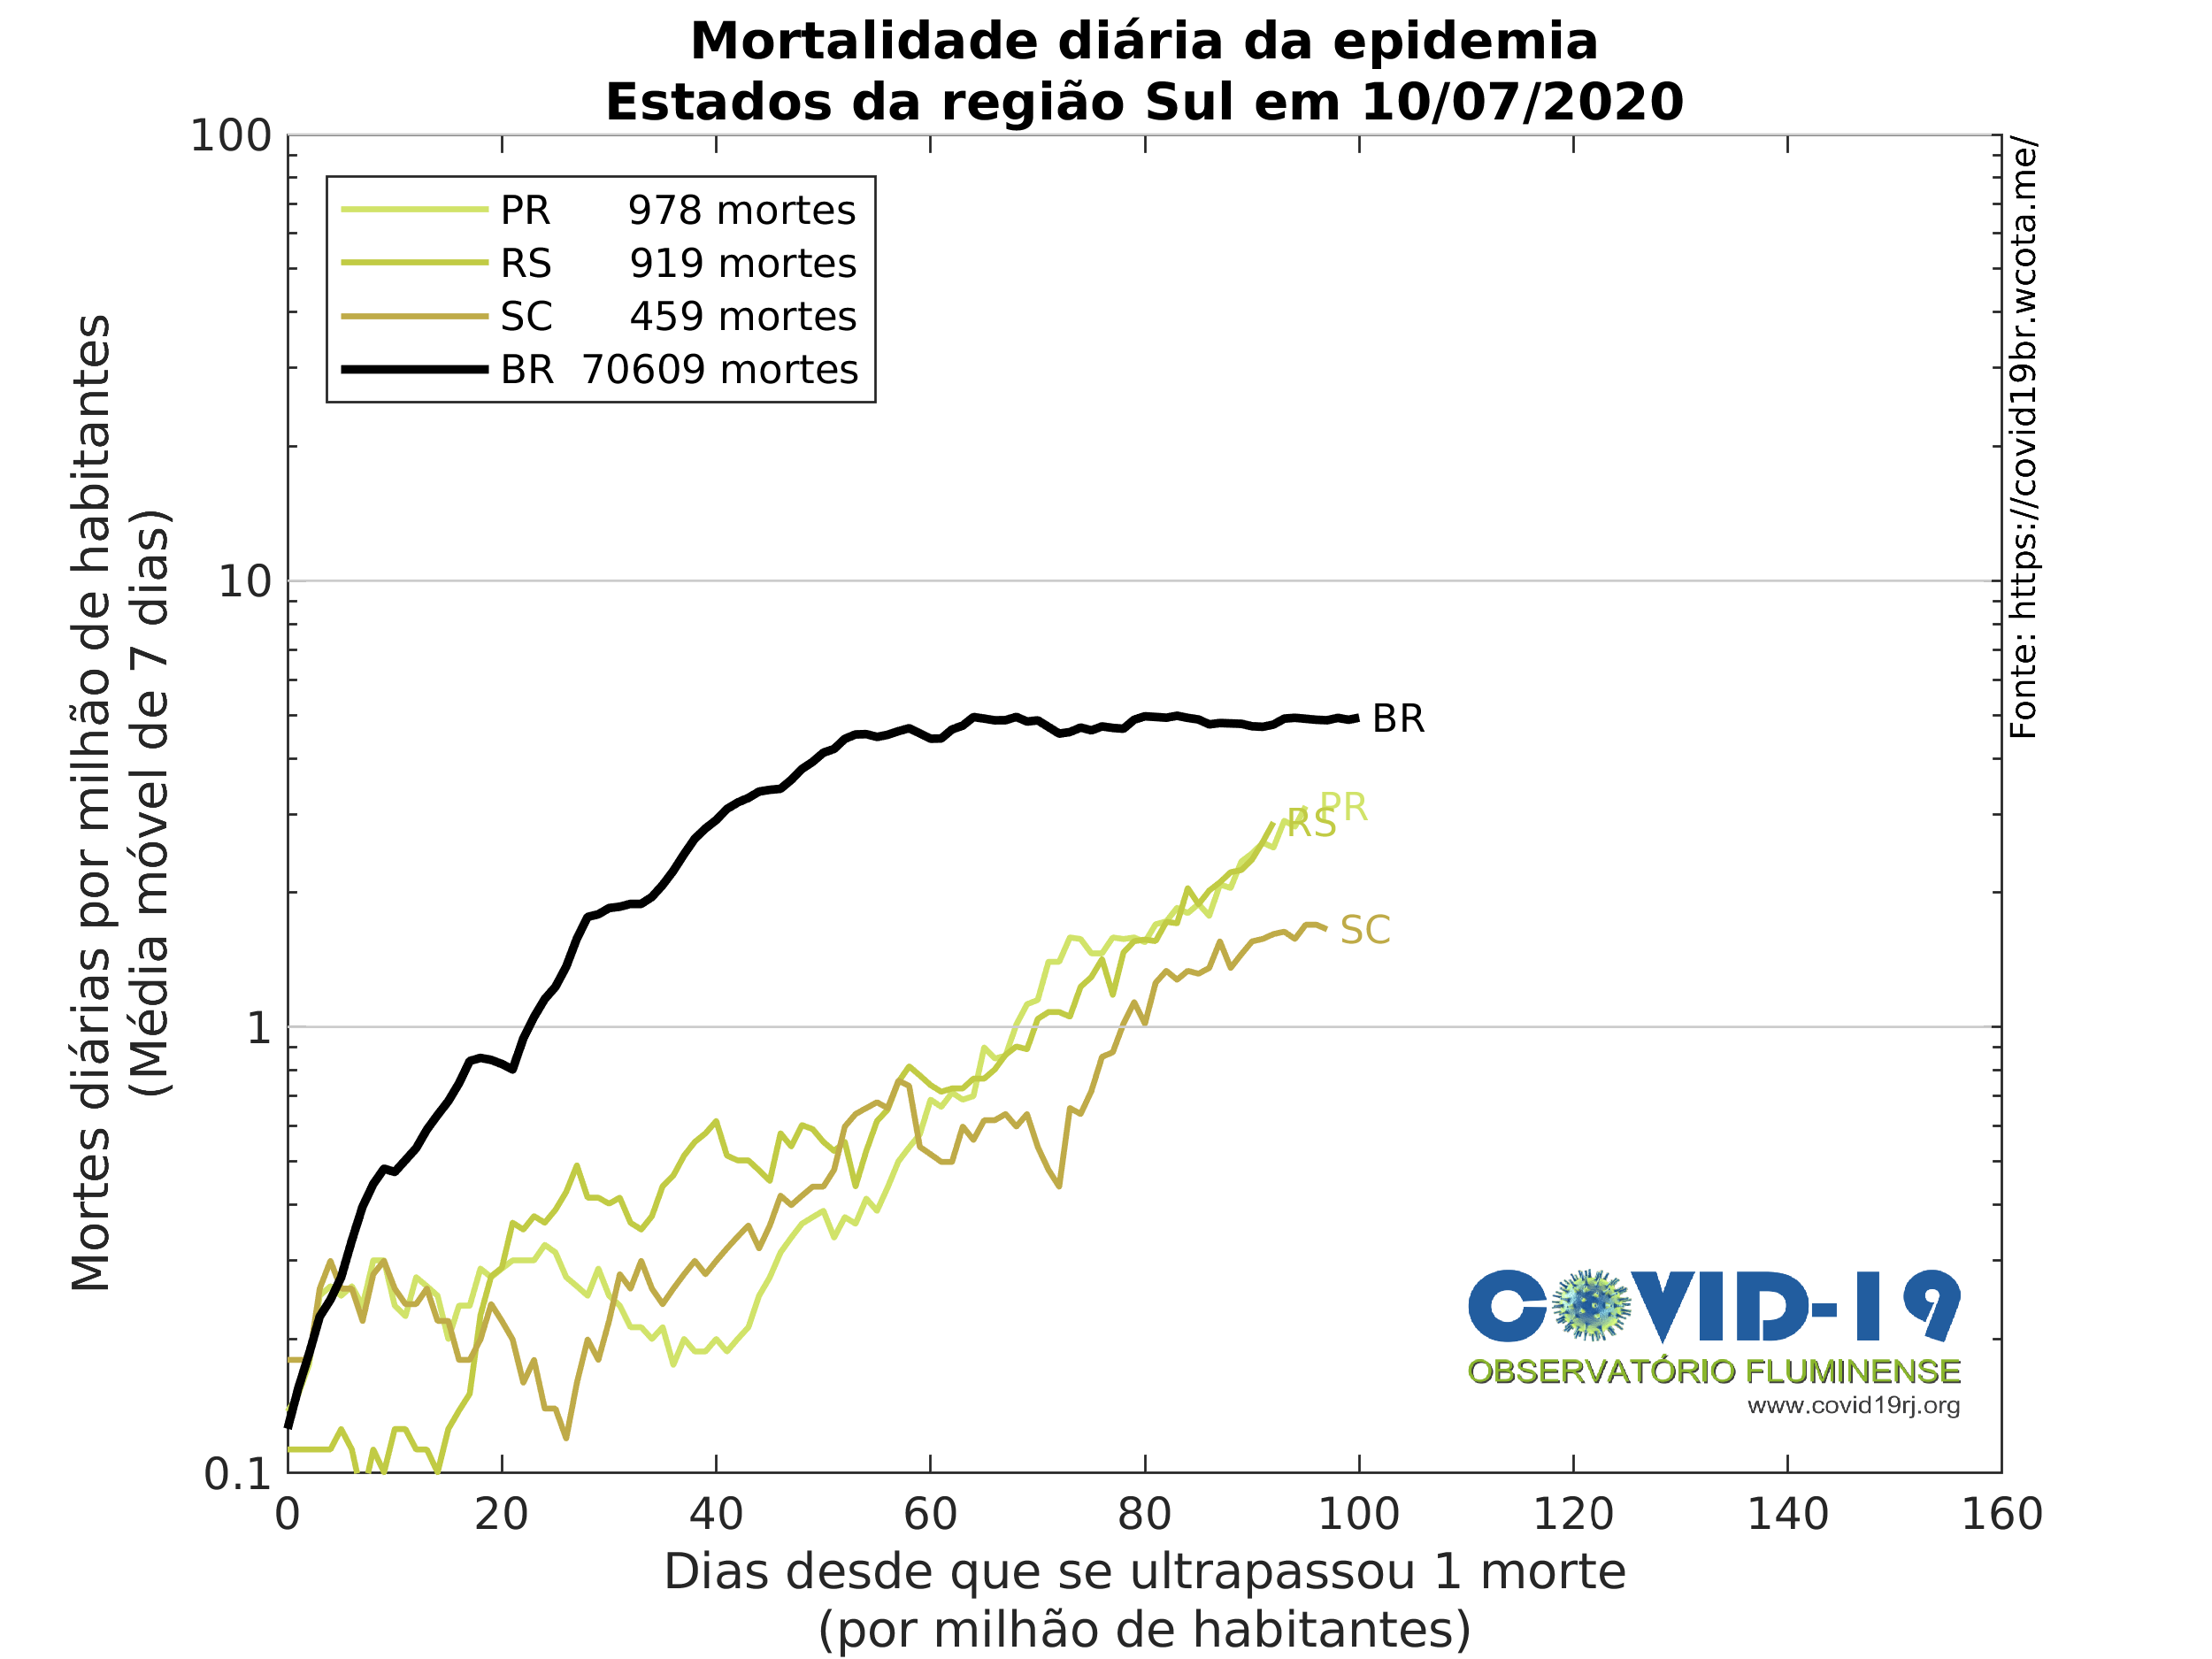 Mortalidade diária da epidemia
Estados da região Sul em 10/07/2020
100
10
1
0.1
Mortes diárias por milhão de habitantes
(Média móvel de 7 dias)
PR 978 mortes
RS 919 mortes
SC 459 mortes
BR 70609 mortes
BR
PR
RS
SC
Fonte: https://covid19br.wcota.me/
COVID-19
OBSERVATÓRIO FLUMINENSE
www.covid19rj.org
0 20 40 60 80 100 120 140 160
Dias desde que se ultrapassou 1 morte
(por milhão de habitantes)